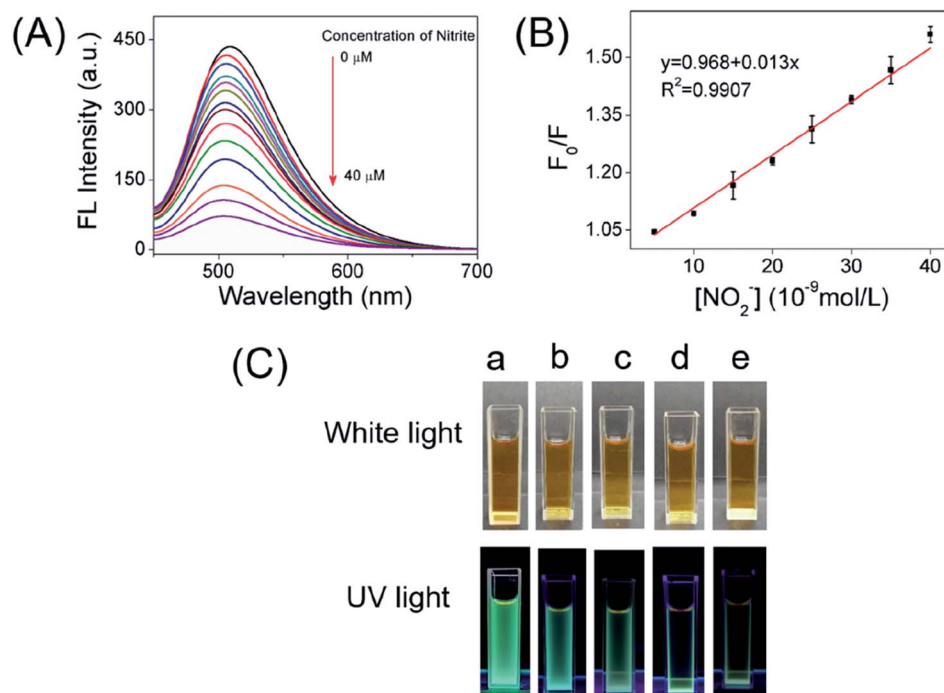 (A)
450
300
150
0
FL Intensity (a.u.)
500
600
700
Wavelength (nm)
Concentration of Nitrite
0 μM
40 μM
(B)
1.50
1.35
1.20
1.05
F₀/F
y=0.968+0.013x
R²=0.9907
10
20
30
40
[NO₂⁻] (10⁻⁹mol/L)
(C)
a b c d e
White light
UV light